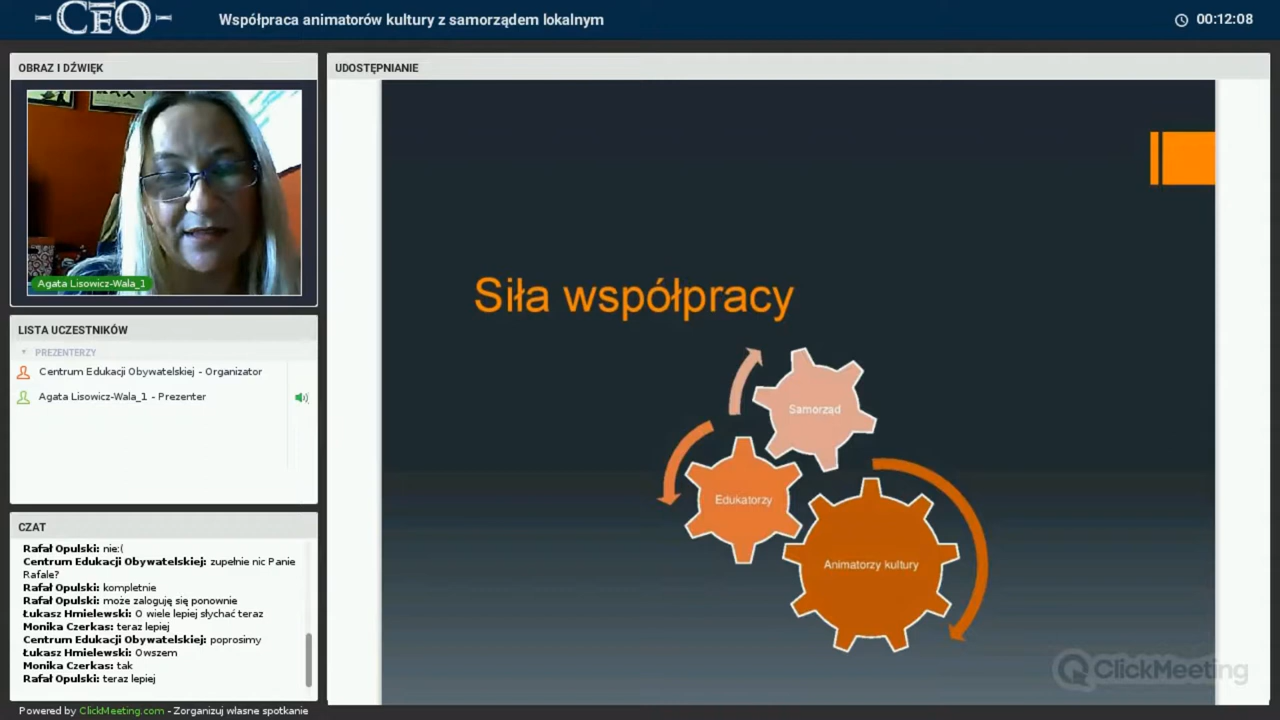 CEO
Współpraca animatorów kultury z samorządem lokalnym
00:12:08
OBRAZ I DŹWIĘK
Agata Lisowicz-Wala_1
LISTA UCZESTNIKÓW
PREZENTERZY
Centrum Edukacji Obywatelskiej - Organizator
Agata Lisowicz-Wala_1 - Prezenter
CZAT
Rafał Opulski: nie:(
Centrum Edukacji Obywatelskiej: zupełnie nic Panie
Rafale?
Rafał Opulski: kompletnie
Rafał Opulski: może zaloguję się ponownie
Łukasz Hmielewski: O wiele lepiej słychać teraz
Monika Czerkas: teraz lepiej
Centrum Edukacji Obywatelskiej: poprosimy
Łukasz Hmielewski: Owszem
Monika Czerkas: tak
Rafał Opulski: teraz lepiej
Powered by ClickMeeting.com - Zorganizuj własne spotkanie
UDOSTĘPNIANIE
Siła współpracy
Samorząd
Edukatorzy
Animatorzy kultury
ClickMeeting